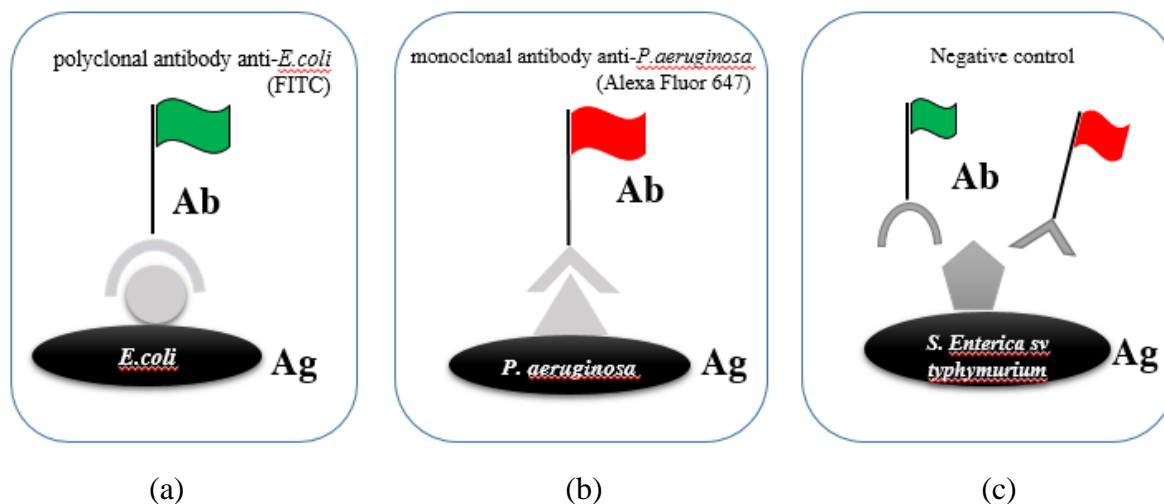 polyclonal antibody anti-E.coli
(FITC)
Ab
E.coli
Ag
(a)
monoclonal antibody anti-P.aeruginosa
(Alexa Fluor 647)
Ab
P. aeruginosa
Ag
(b)
Negative control
Ab
S. Enterica sv
typhymurium
Ag
(c)